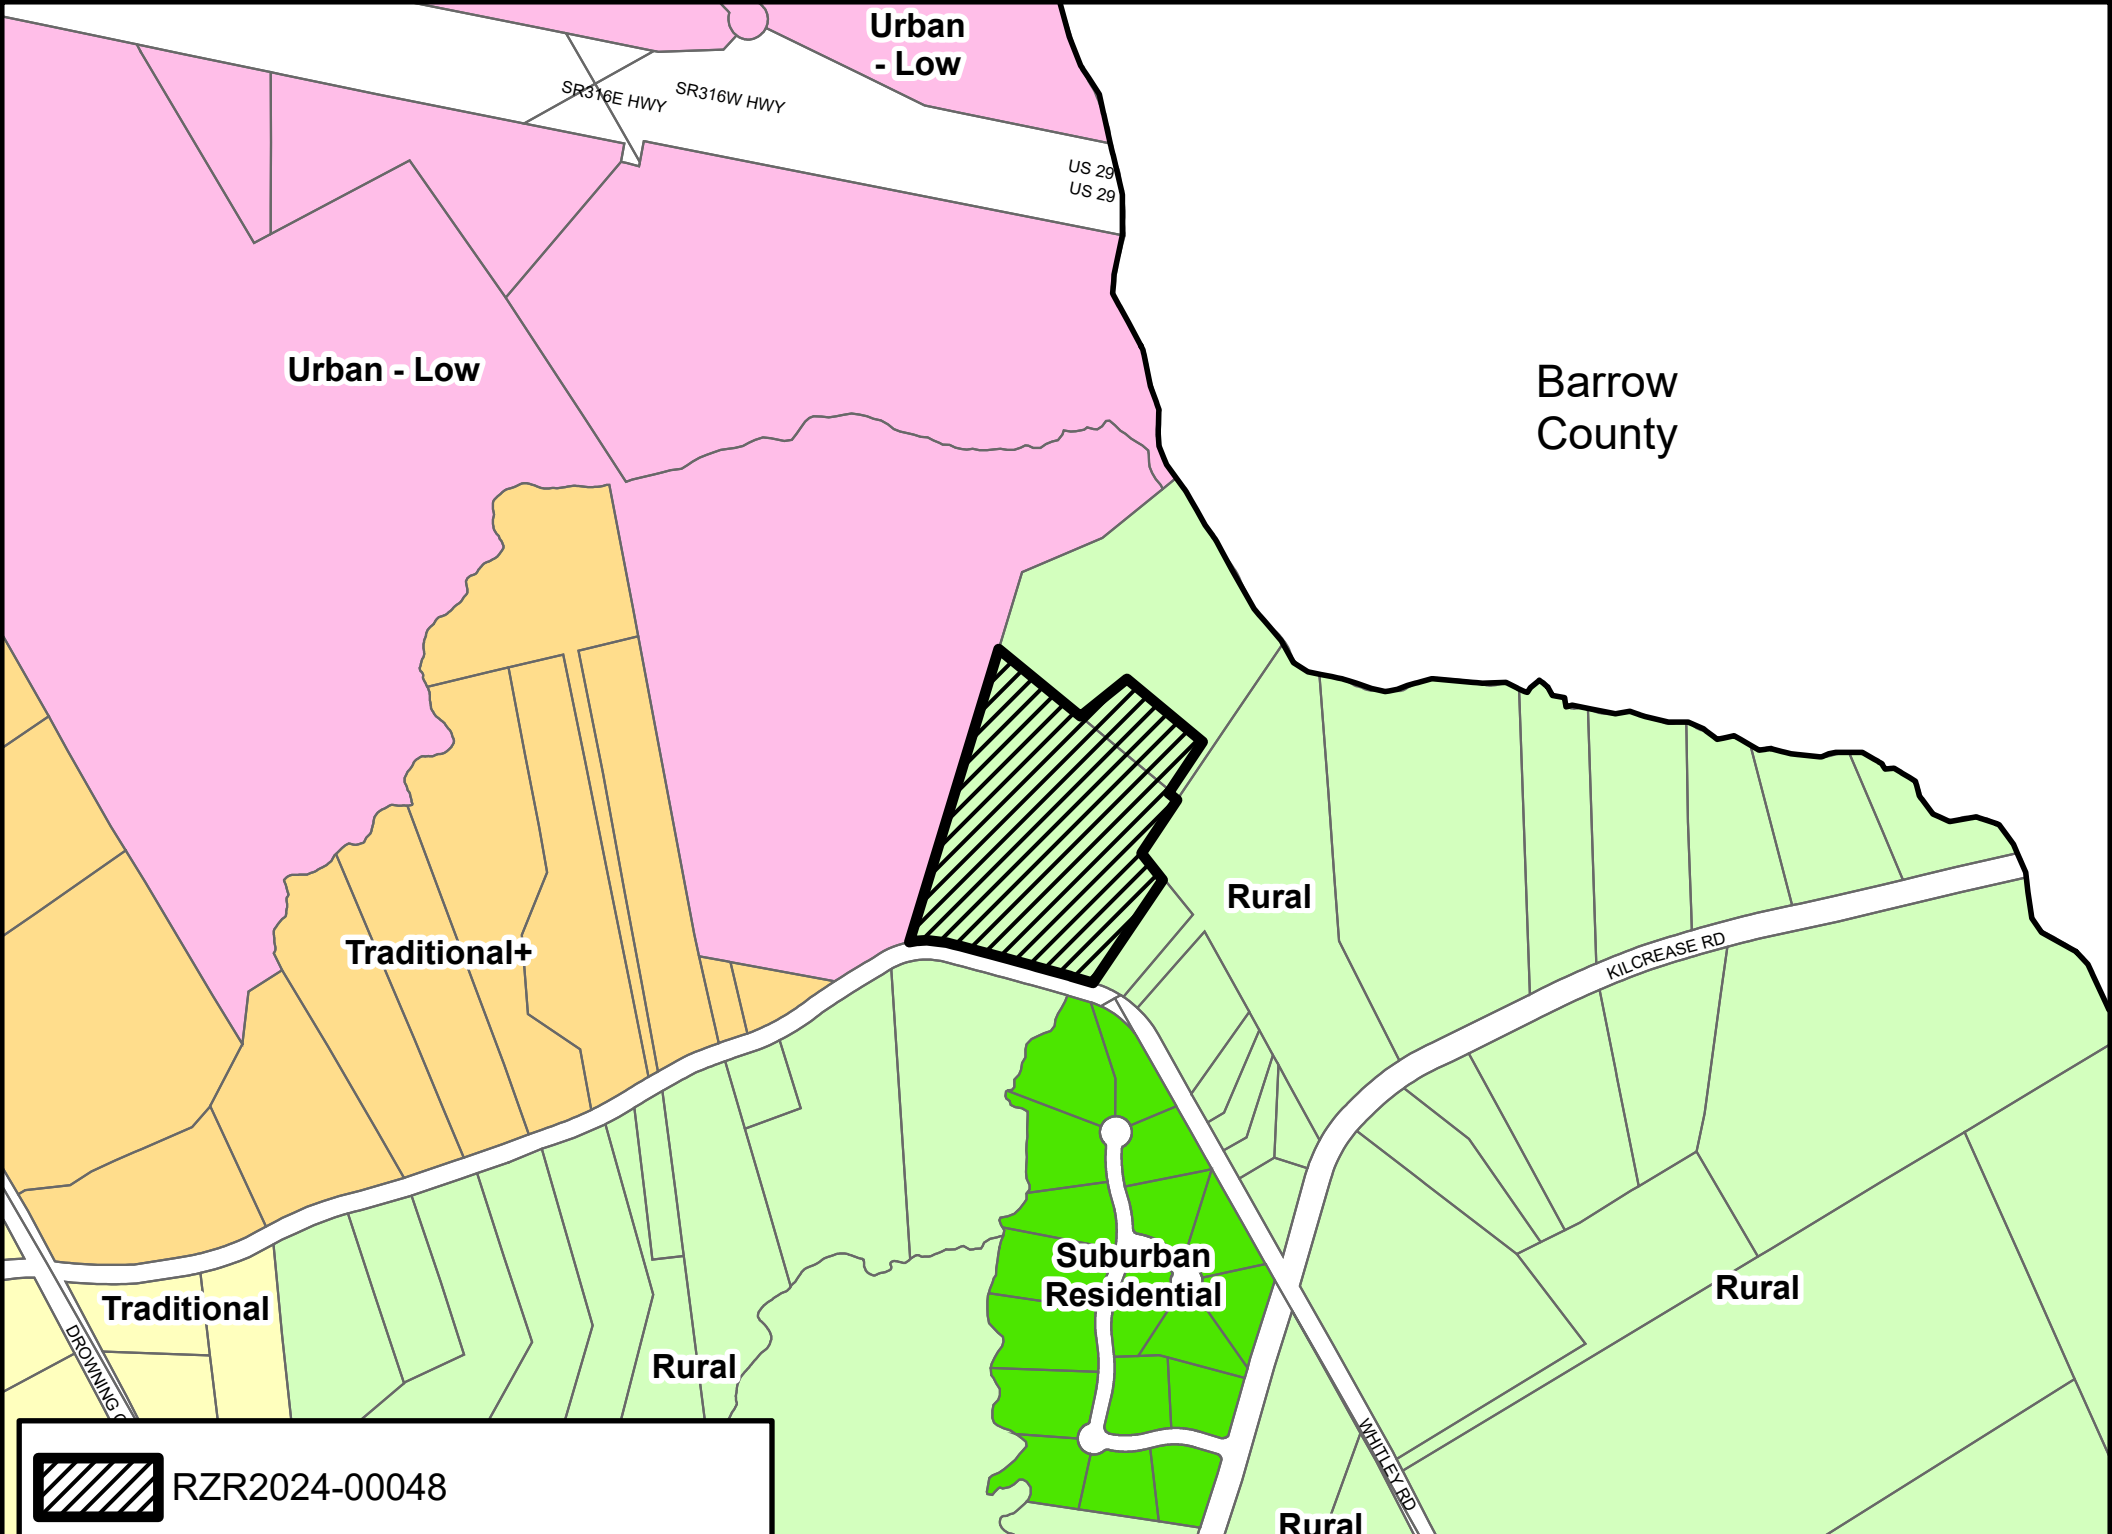 Urban
- Low
SR316E HWY
SR316W HWY
US 29
US 29
Urban - Low
Barrow
County
Rural
KILCREASE RD
Traditional+
Suburban
Residential
Rural
Traditional
DROWNING
Rural
WHITLEY RD
Rural
RZR2024-00048